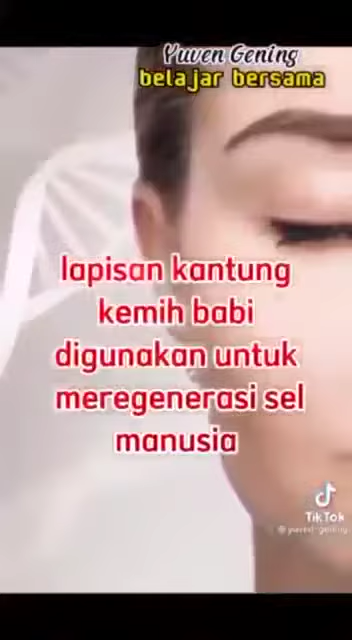 Yuven Gening
belajar bersama
lapisan kantung
kemih babi
digunakan untuk
meregenerasi sel
manusia
TikTok